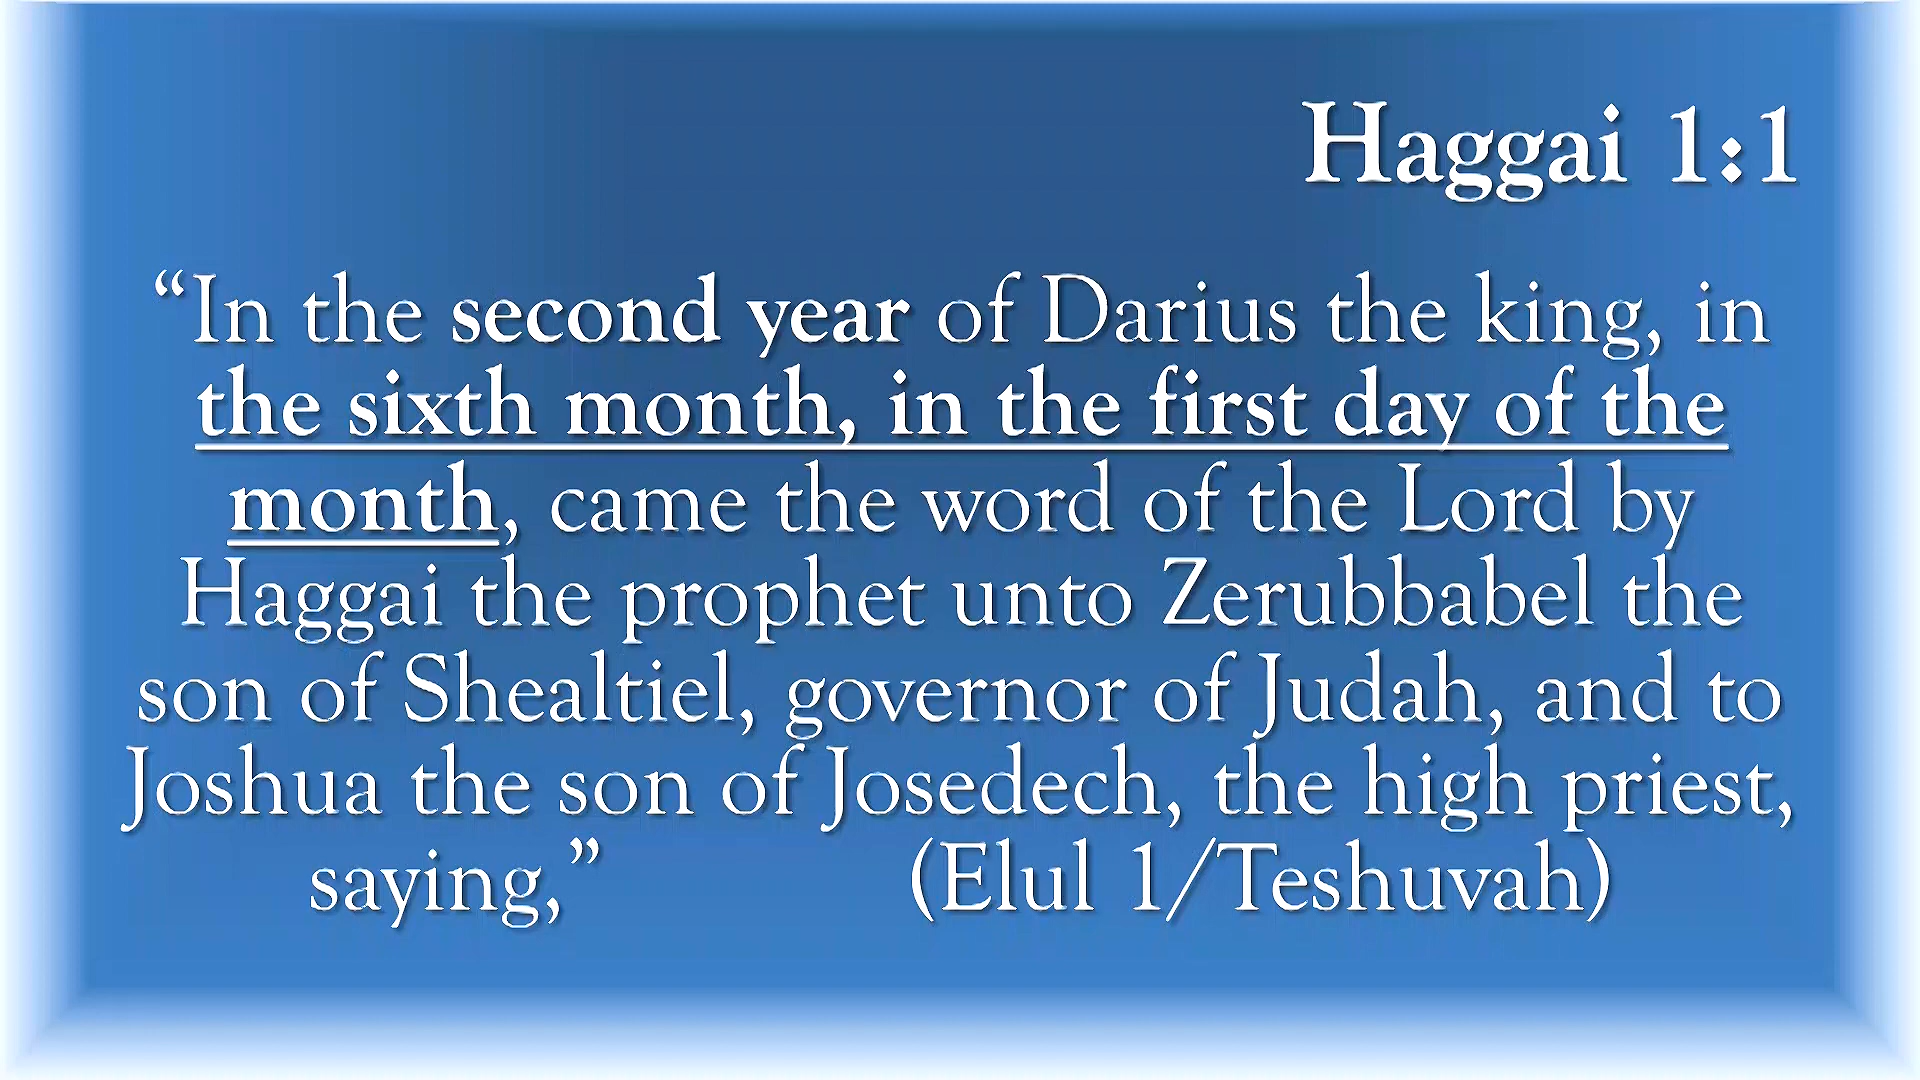 Haggai 1:1
“In the second year of Darius the king, in
the sixth month, in the first day of the
month, came the word of the Lord by
Haggai the prophet unto Zerubbabel the
son of Shealtiel, governor of Judah, and to
Joshua the son of Josedech, the high priest,
saying,” (Elul 1/Teshuvah)